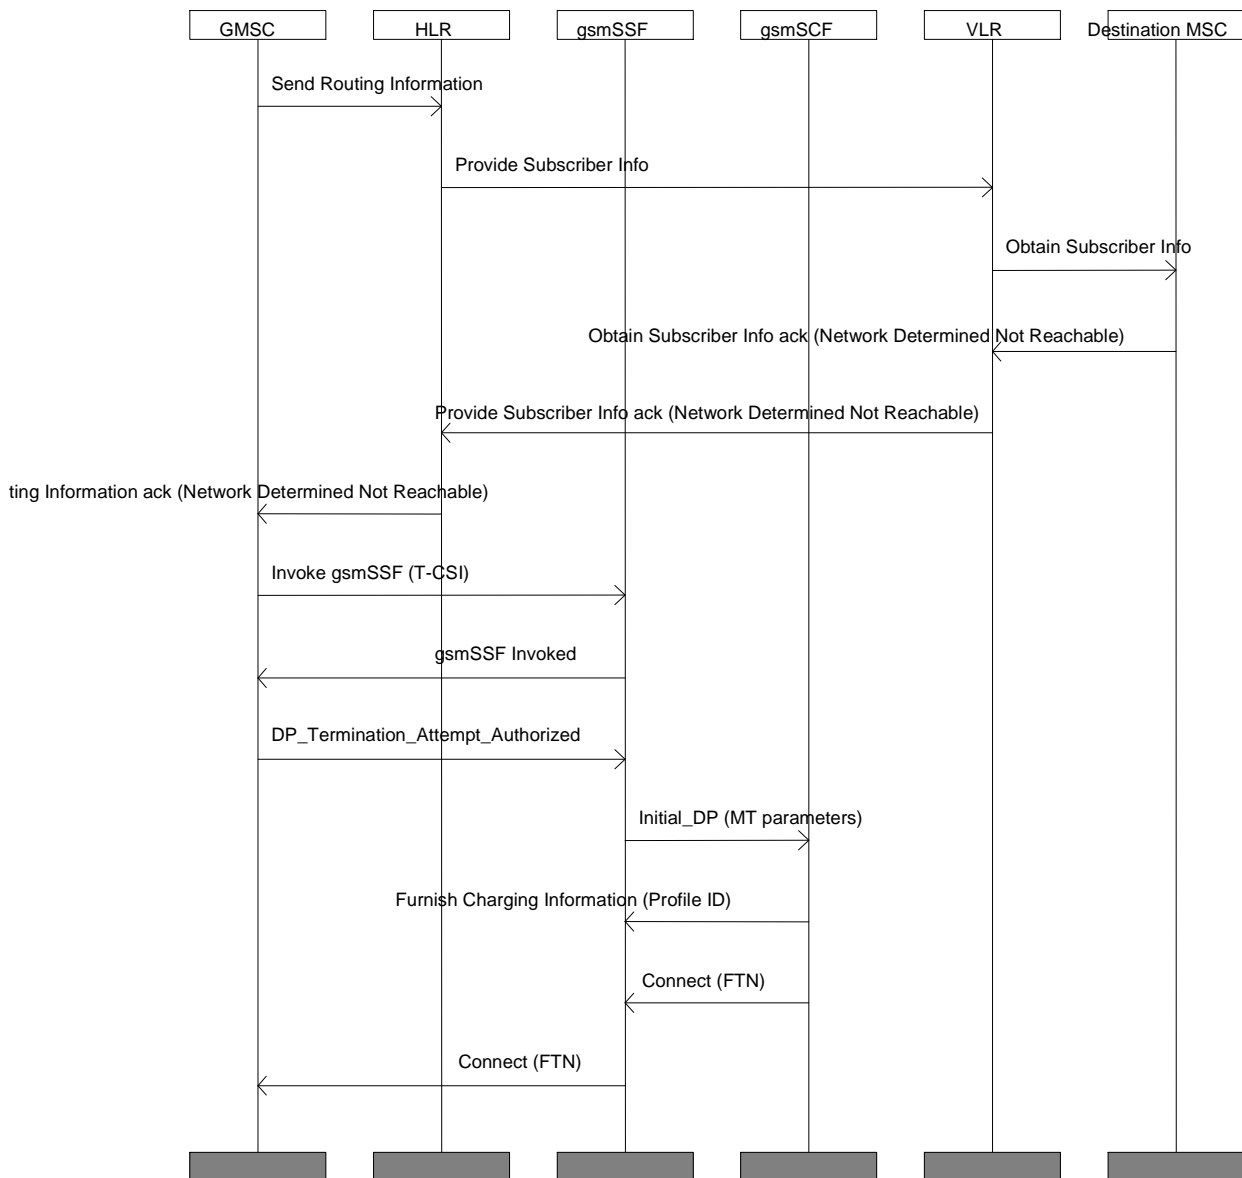 GMSC
HLR
gsmSSF
gsmSCF
VLR
Destination MSC
Send Routing Information
Provide Subscriber Info
Obtain Subscriber Info
Obtain Subscriber Info ack (Network Determined Not Reachable)
Provide Subscriber Info ack (Network Determined Not Reachable)
ting Information ack (Network Determined Not Reachable)
Invoke gsmSSF (T-CSI)
gsmSSF Invoked
DP_Termination_Attempt_Authorized
Initial_DP (MT parameters)
Furnish Charging Information (Profile ID)
Connect (FTN)
Connect (FTN)